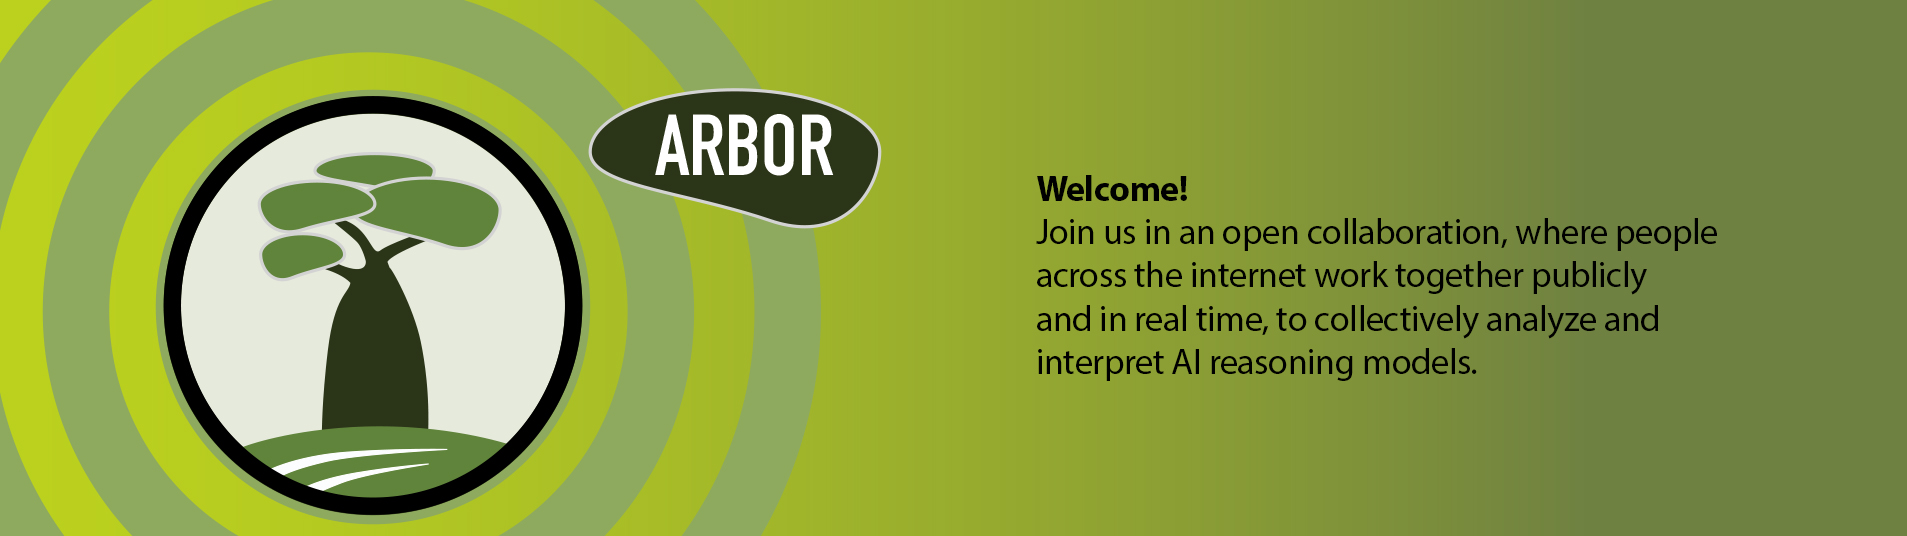 ARBOR
Welcome!
Join us in an open collaboration, where people
across the internet work together publicly
and in real time, to collectively analyze and
interpret AI reasoning models.